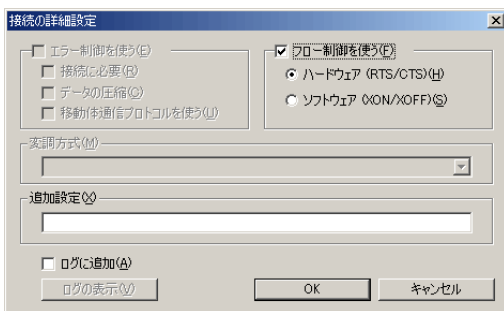 接続の詳細設定
エラー制御を使う(E)
接続に必要(R)
データの圧縮(C)
移動体通信プロトコルを使う(U)
フロー制御を使う(F)
ハードウェア (RTS/CTS)(H)
ソフトウェア (XON/XOFF)(S)
変調方式(M)
追加設定(X)
ログに追加(A)
ログの表示(V)
OK
キャンセル